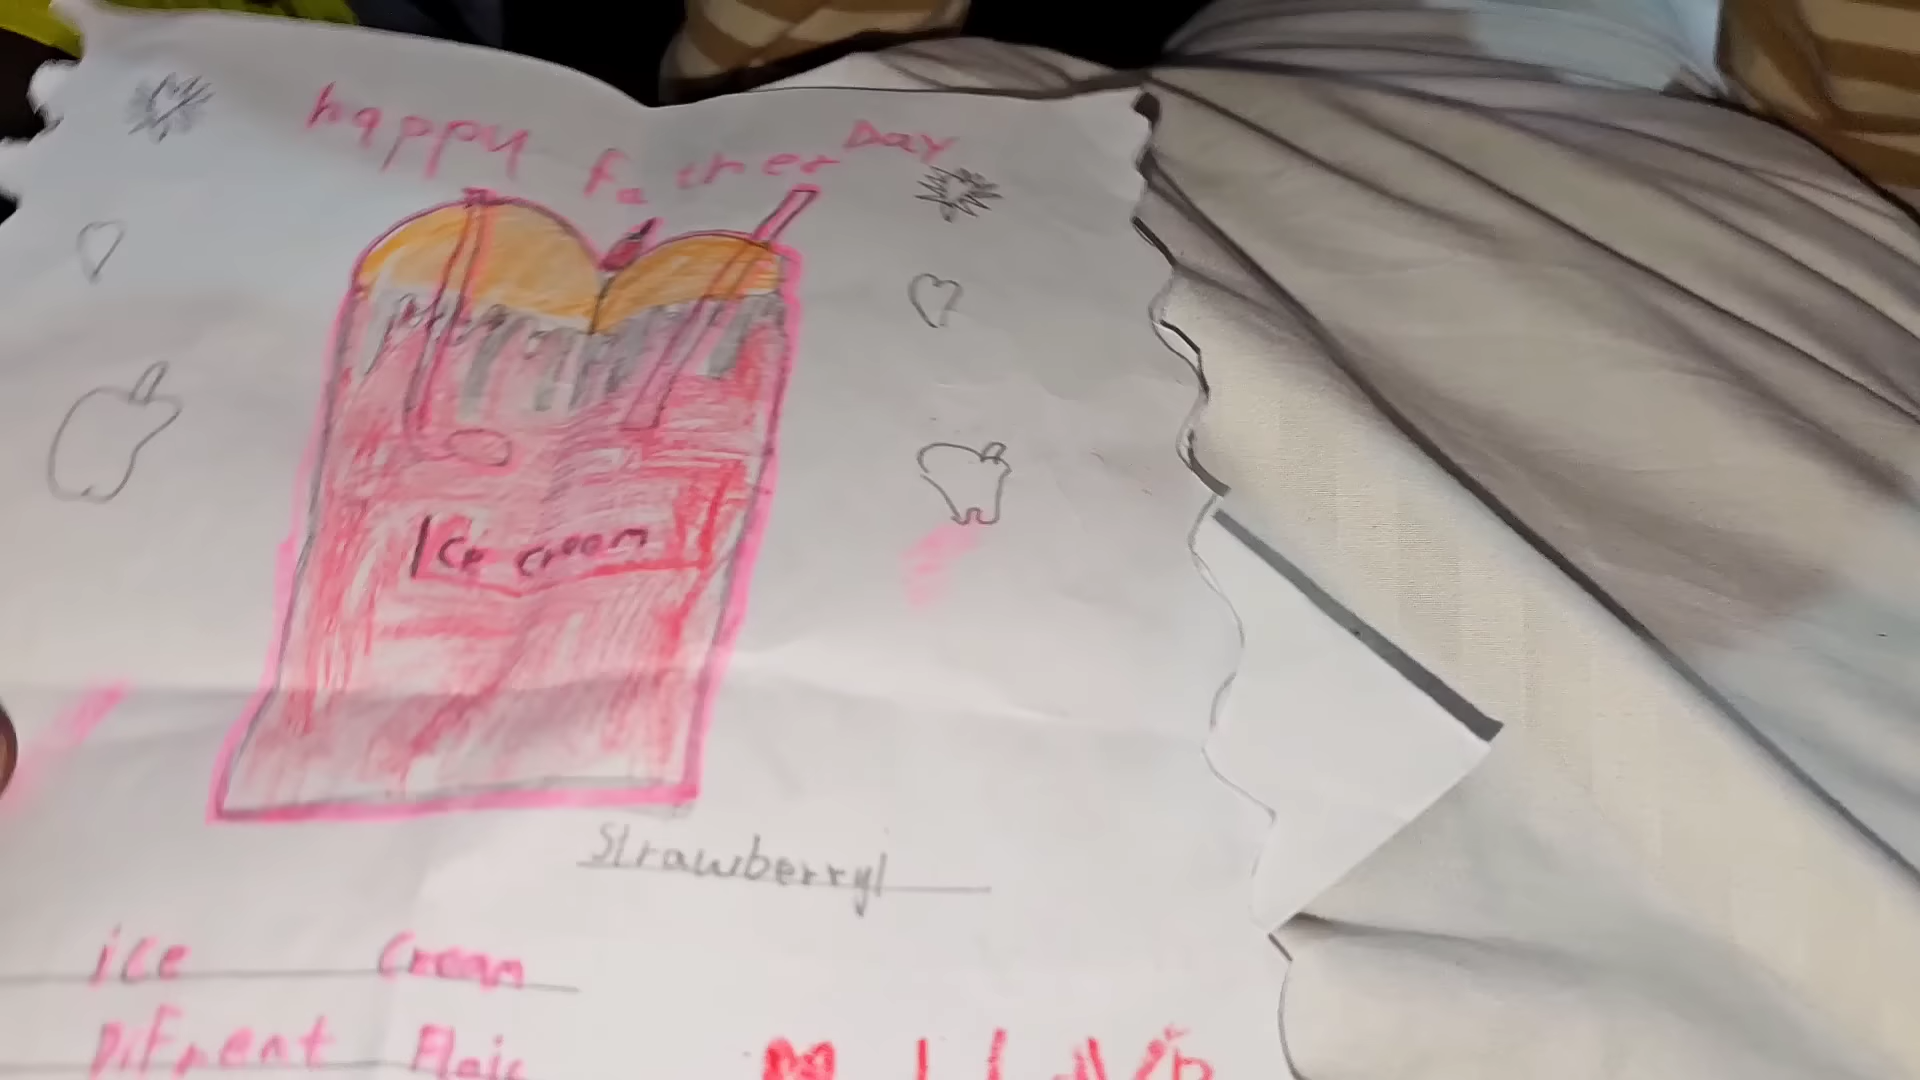 happy father Day
Ice cream
Strawberry
ice cream
Difrent